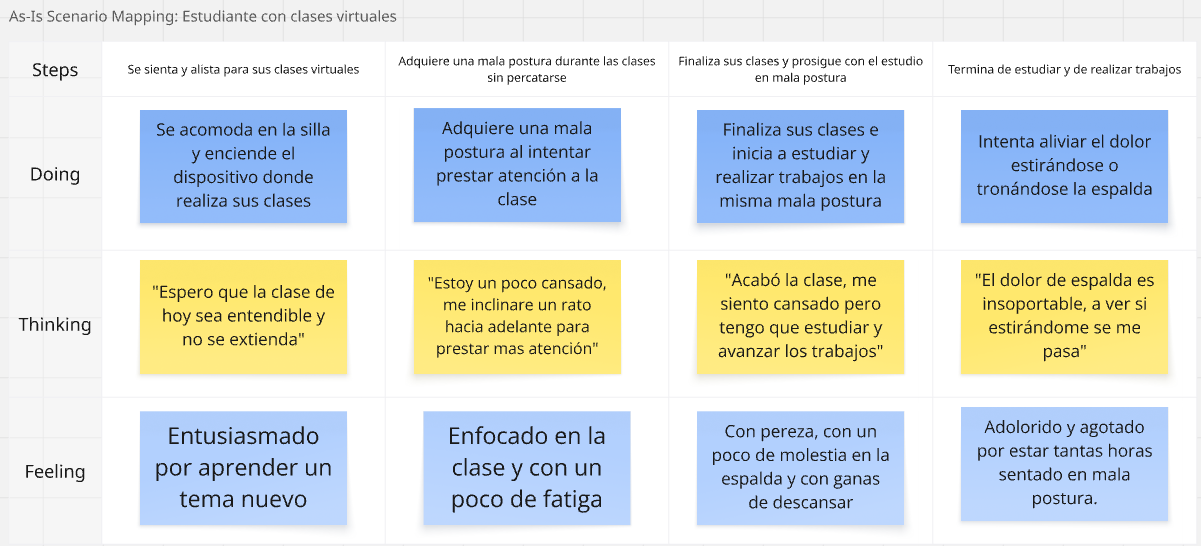 As-Is Scenario Mapping: Estudiante con clases virtuales
Steps
Se sienta y alista para sus clases virtuales
Adquiere una mala postura durante las clases
sin percatarse
Finaliza sus clases y prosigue con el estudio
en mala postura
Termina de estudiar y de realizar trabajos
Doing
Se acomoda en la silla
y enciende el
dispositivo donde
realiza sus clases
Adquiere una mala
postura al intentar
prestar atención a la
clase
Finaliza sus clases e
inicia a estudiar y
realizar trabajos en la
misma mala postura
Intenta aliviar el dolor
estirándose o
tronándose la espalda
Thinking
"Espero que la clase de
hoy sea entendible y
no se extienda"
"Estoy un poco cansado,
me inclinare un rato
hacia adelante para
prestar mas atención"
"Acabó la clase, me
siento cansado pero
tengo que estudiar y
avanzar los trabajos"
"El dolor de espalda es
insoportable, a ver si
estirándome se me
pasa"
Feeling
Entusiasmado
por aprender un
tema nuevo
Enfocado en la
clase y con un
poco de fatiga
Con pereza, con un
poco de molestia en la
espalda y con ganas
de descansar
Adolorido y agotado
por estar tantas horas
sentado en mala
postura.